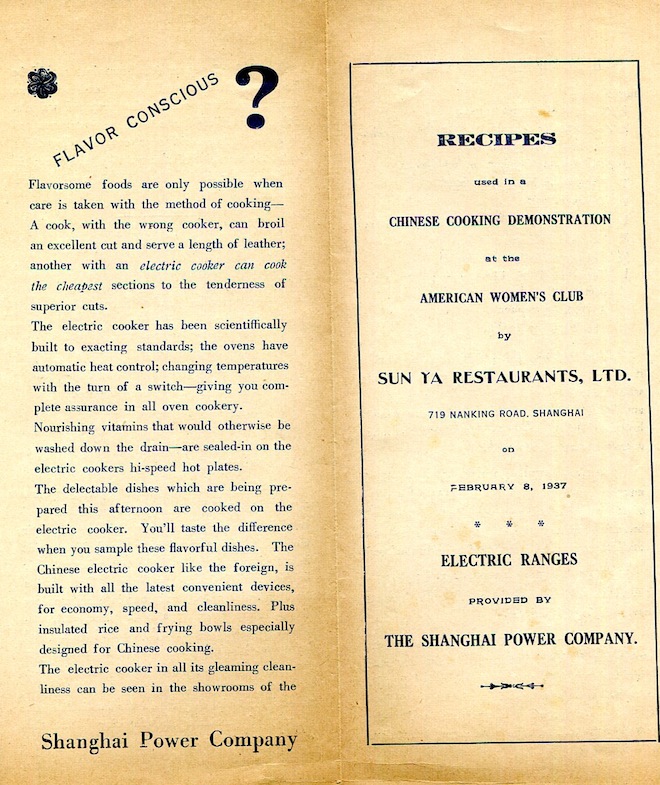 FLAVOR CONSCIOUS ?
Flavorsome foods are only possible when
care is taken with the method of cooking—
A cook, with the wrong cooker, can broil
an excellent cut and serve a length of leather;
another with an electric cooker can cook
the cheapest sections to the tenderness of
superior cuts.
The electric cooker has been scientiffically
built to exacting standards; the ovens have
automatic heat control; changing temperatures
with the turn of a switch—giving you com-
plete assurance in all oven cookery.
Nourishing vitamins that would otherwise be
washed down the drain—are sealed-in on the
electric cookers hi-speed hot plates.
The delectable dishes which are being pre-
pared this afternoon are cooked on the
electric cooker. You'll taste the difference
when you sample these flavorful dishes. The
Chinese electric cooker like the foreign, is
built with all the latest convenient devices,
for economy, speed, and cleanliness. Plus
insulated rice and frying bowls especially
designed for Chinese cooking.
The electric cooker in all its gleaming clean-
liness can be seen in the showrooms of the
Shanghai Power Company
RECIPES
used in a
CHINESE COOKING DEMONSTRATION
at the
AMERICAN WOMEN'S CLUB
by
SUN YA RESTAURANTS, LTD.
719 NANKING ROAD, SHANGHAI
on
FEBRUARY 8, 1937
* * *
ELECTRIC RANGES
PROVIDED BY
THE SHANGHAI POWER COMPANY.